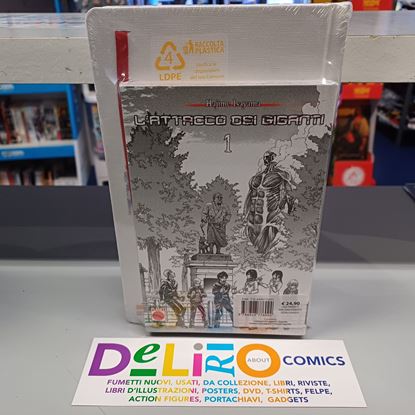 4
LDPE
RACCOLTA
PLASTICA
Hajime Isayama
L'ATTACCO DEI GIGANTI
1
€ 24,90
DELIRIO
ABOUT
COMICS
FUMETTI NUOVI, USATI, DA COLLEZIONE, LIBRI, RIVISTE,
LIBRI D'ILLUSTRAZIONI, POSTERS, DVD, T-SHIRTS, FELPE,
ACTION FIGURES, PORTACHIAVI, GADGETS